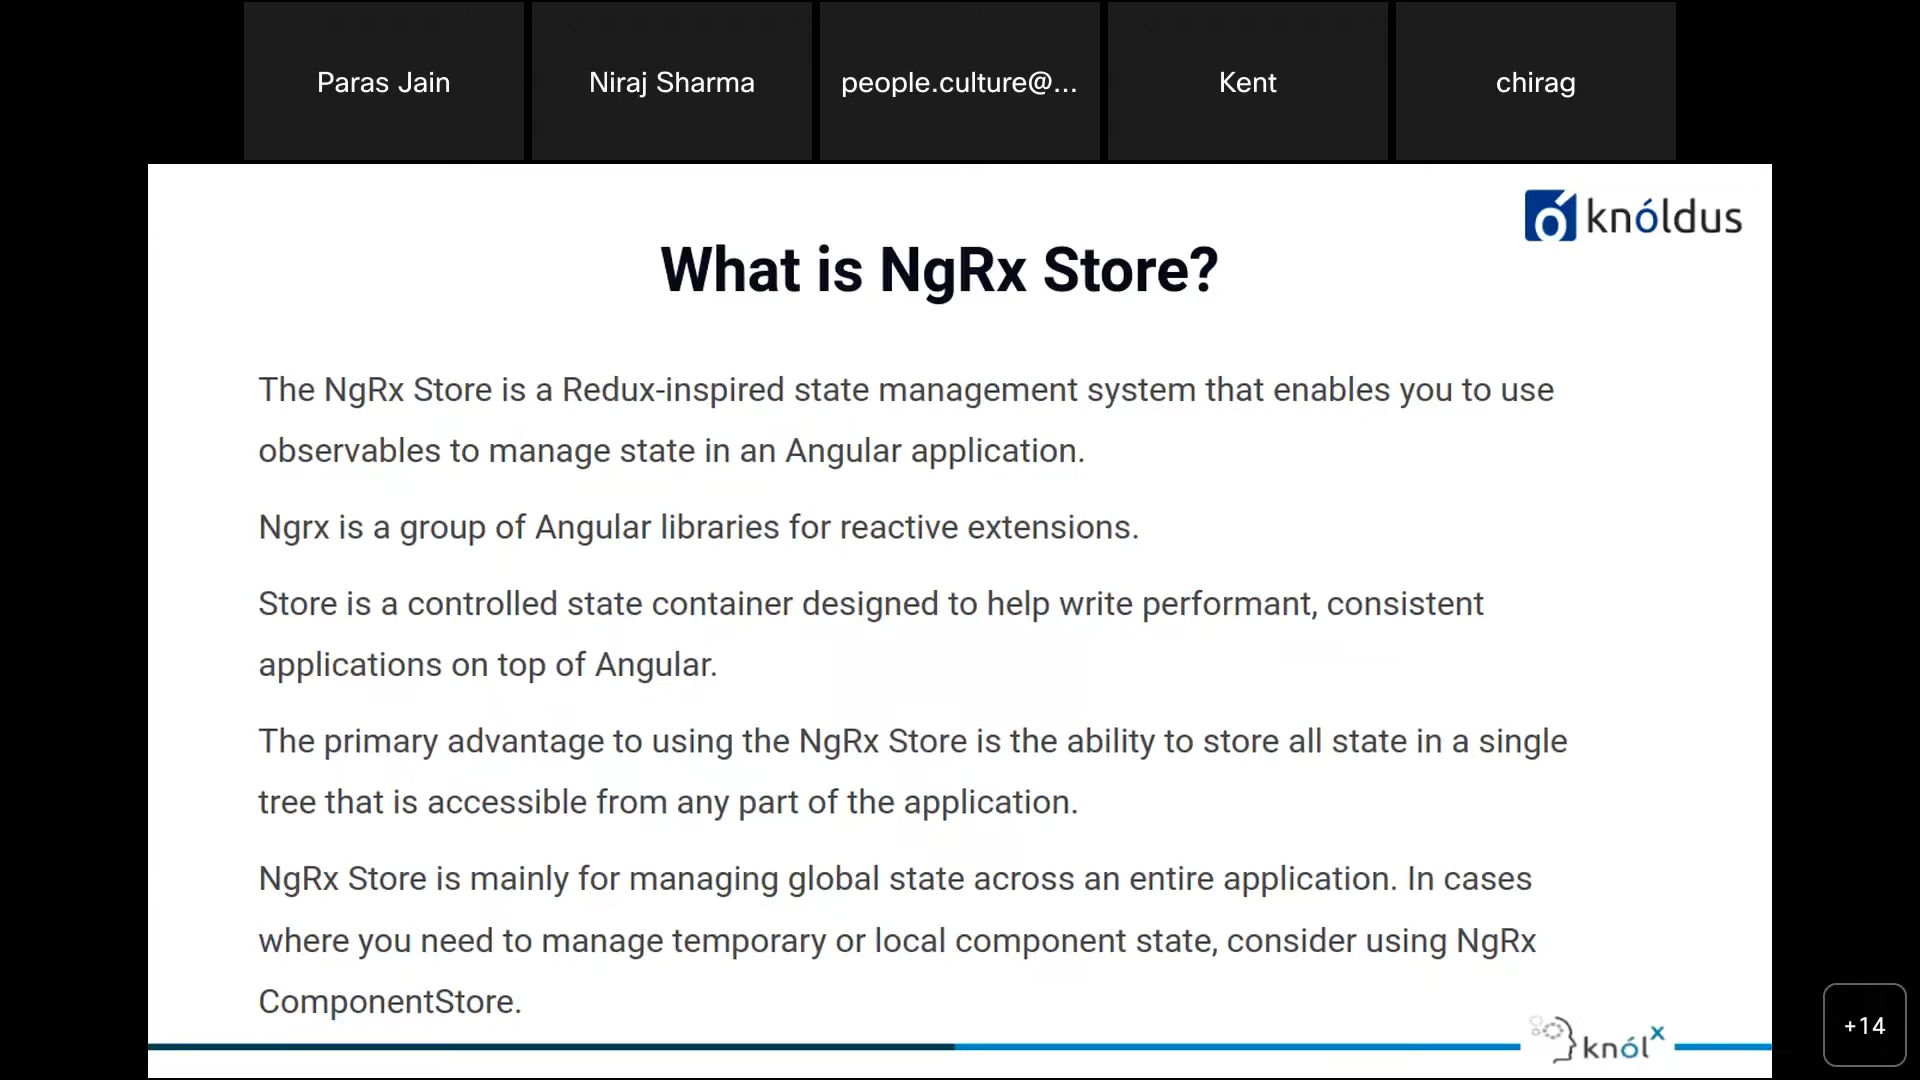 Paras Jain
Niraj Sharma
people.culture@...
Kent
chirag
knóldus
What is NgRx Store?
The NgRx Store is a Redux-inspired state management system that enables you to use
observables to manage state in an Angular application.
Ngrx is a group of Angular libraries for reactive extensions.
Store is a controlled state container designed to help write performant, consistent
applications on top of Angular.
The primary advantage to using the NgRx Store is the ability to store all state in a single
tree that is accessible from any part of the application.
NgRx Store is mainly for managing global state across an entire application. In cases
where you need to manage temporary or local component state, consider using NgRx
ComponentStore.
knólx
+14